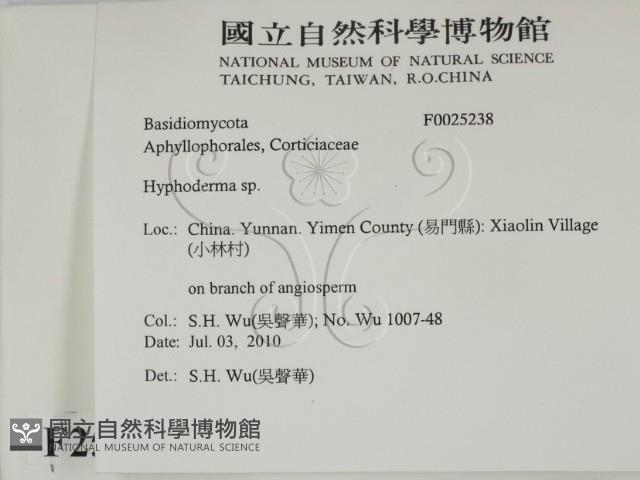 國立自然科學博物館
NATIONAL MUSEUM OF NATURAL SCIENCE
TAICHUNG, TAIWAN, R.O.CHINA
Basidiomycota F0025238
Aphyllophorales, Corticiaceae
Hyphoderma sp.
Loc.: China. Yunnan. Yimen County (易門縣): Xiaolin Village
(小林村)
on branch of angiosperm
Col.: S.H. Wu(吳聲華); No. Wu 1007-48
Date: Jul. 03, 2010
Det.: S.H. Wu(吳聲華)
國立自然科學博物館
NATIONAL MUSEUM OF NATURAL SCIENCE